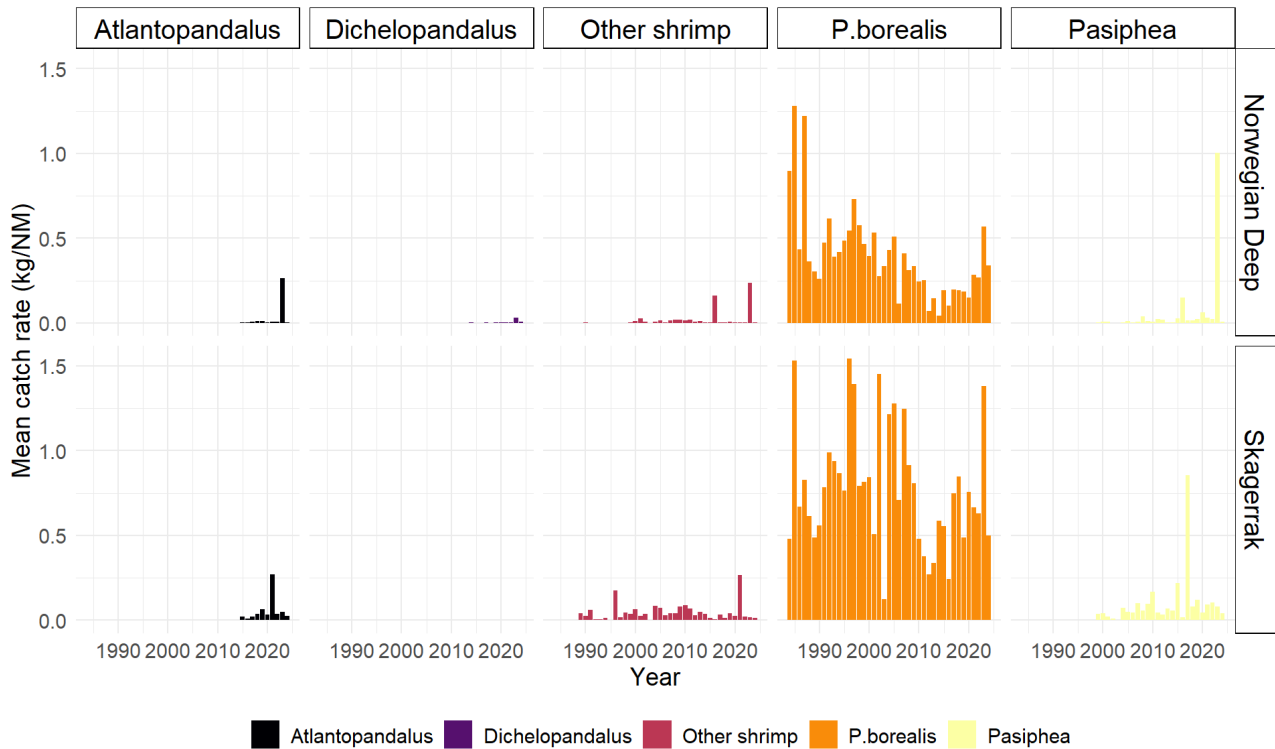 Atlantopandalus Dichelopandalus Other shrimp P.borealis Pasiphea
Mean catch rate (kg/NM)
1.5
1.0
0.5
0.0
Norwegian Deep
1.5
1.0
0.5
0.0
Skagerrak
1990 2000 2010 2020 1990 2000 2010 2020 1990 2000 2010 2020 1990 2000 2010 2020 1990 2000 2010 2020
Year
Atlantopandalus Dichelopandalus Other shrimp P.borealis Pasiphea